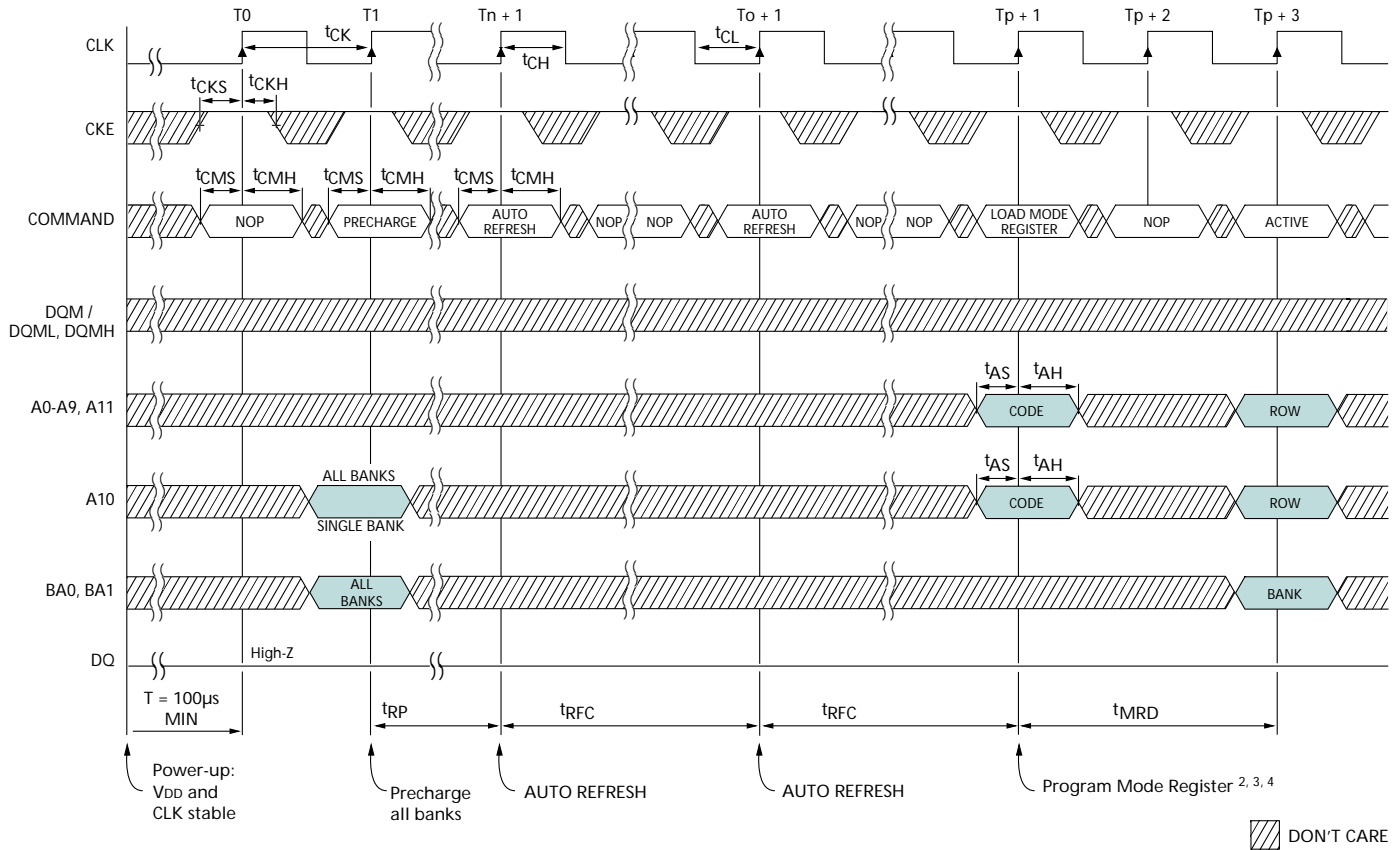 T0 T1 Tn + 1 To + 1 Tp + 1 Tp + 2 Tp + 3
CLK
tCK
tCH
tCL
tCKS tCKH
CKE
tCMS tCMH tCMS tCMH tCMS tCMH
COMMAND
NOP PRECHARGE AUTO REFRESH NOP NOP AUTO REFRESH NOP NOP LOAD MODE REGISTER NOP ACTIVE
DQM /
DQML, DQMH
tAS tAH
A0-A9, A11
CODE ROW
ALL BANKS
tAS tAH
A10
CODE ROW
SINGLE BANK
BA0, BA1
ALL
BANKS
BANK
DQ
High-Z
T = 100µs
MIN
tRP tRFC tRFC tMRD
Power-up:
VDD and
CLK stable
Precharge
all banks
AUTO REFRESH
AUTO REFRESH
Program Mode Register 2, 3, 4
DON'T CARE